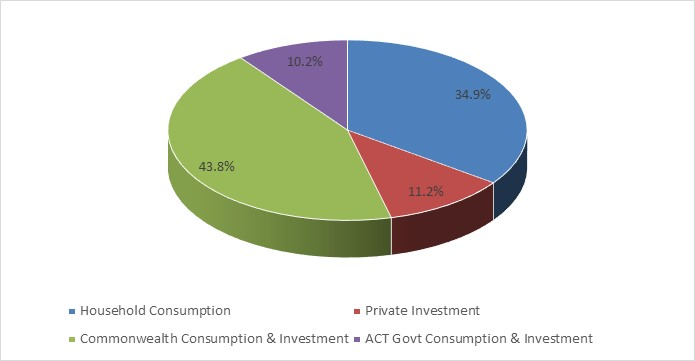 10.2%
34.9%
43.8%
11.2%
Household Consumption
Private Investment
Commonwealth Consumption & Investment
ACT Govt Consumption & Investment